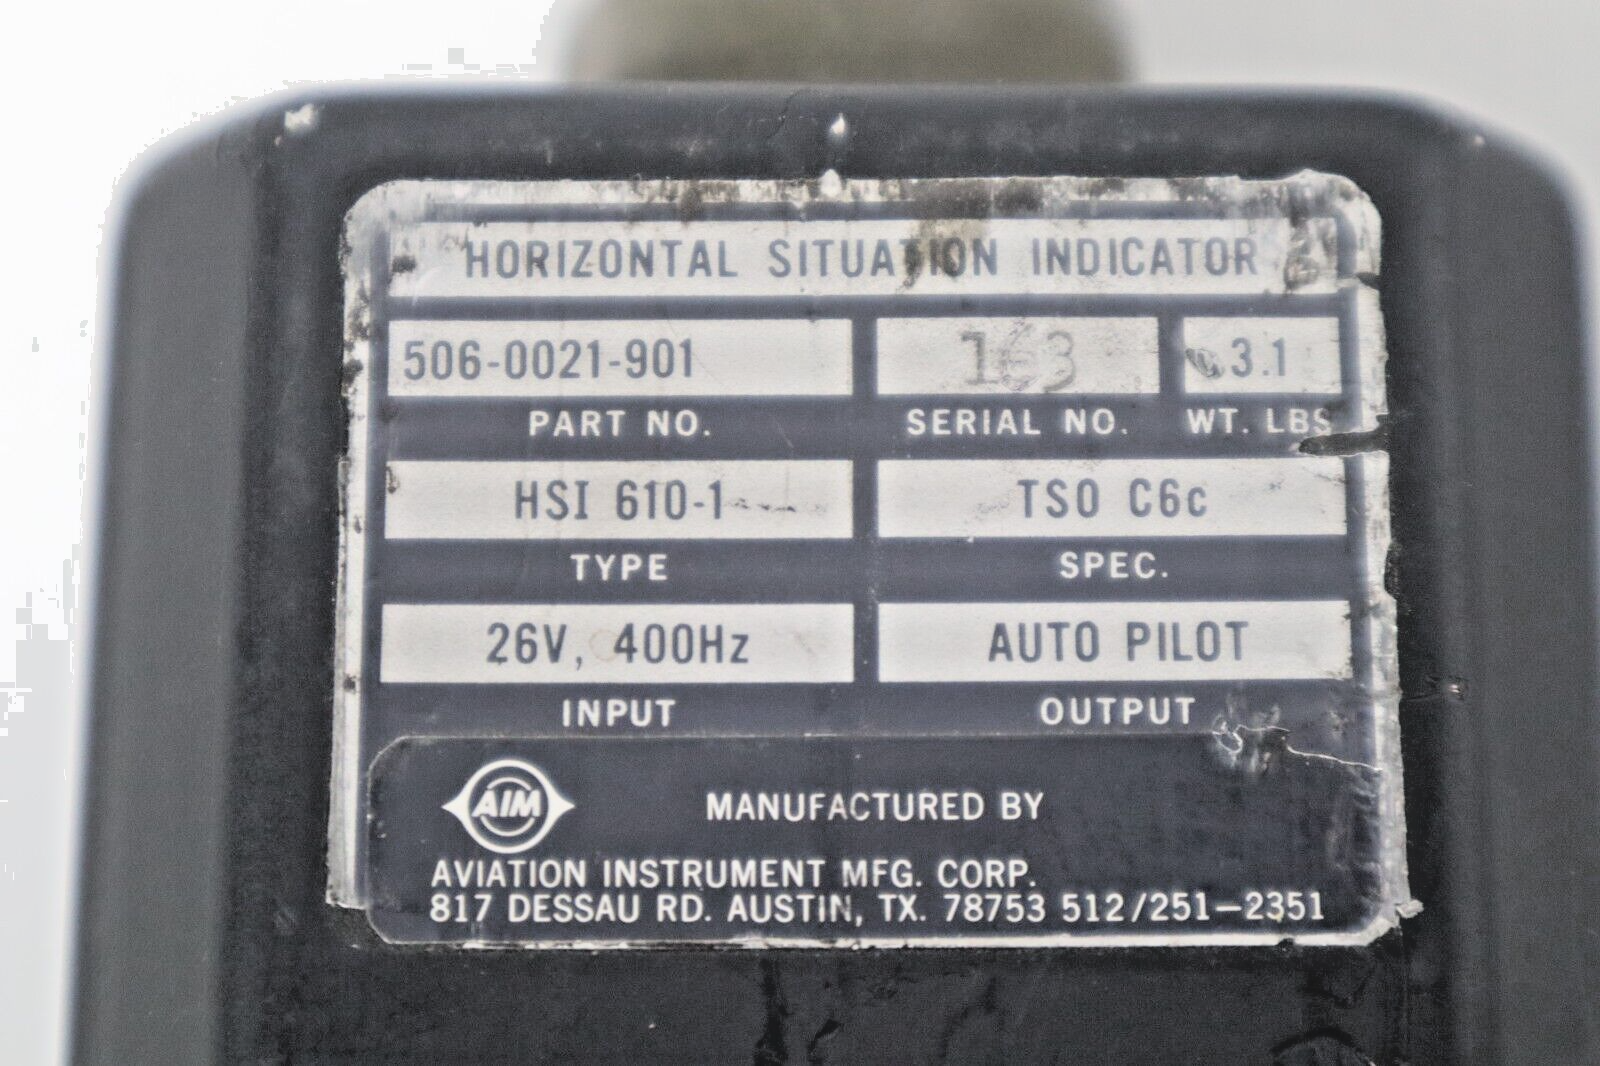 HORIZONTAL SITUATION INDICATOR
506-0021-901 163 3.1
PART NO. SERIAL NO. WT. LBS
HSI 610-1 TSO C6c
TYPE SPEC.
26V, 400Hz AUTO PILOT
INPUT OUTPUT
AIM MANUFACTURED BY
AVIATION INSTRUMENT MFG. CORP.
817 DESSAU RD. AUSTIN, TX. 78753 512/251-2351